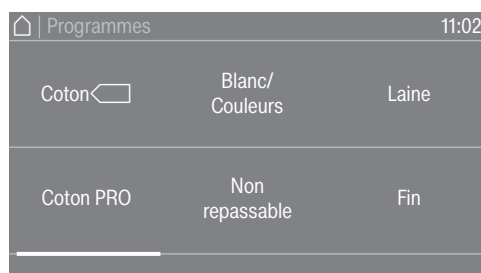 | Programmes 11:02
Coton Blanc/ Laine
Couleurs
Coton PRO Non Fin
repassable